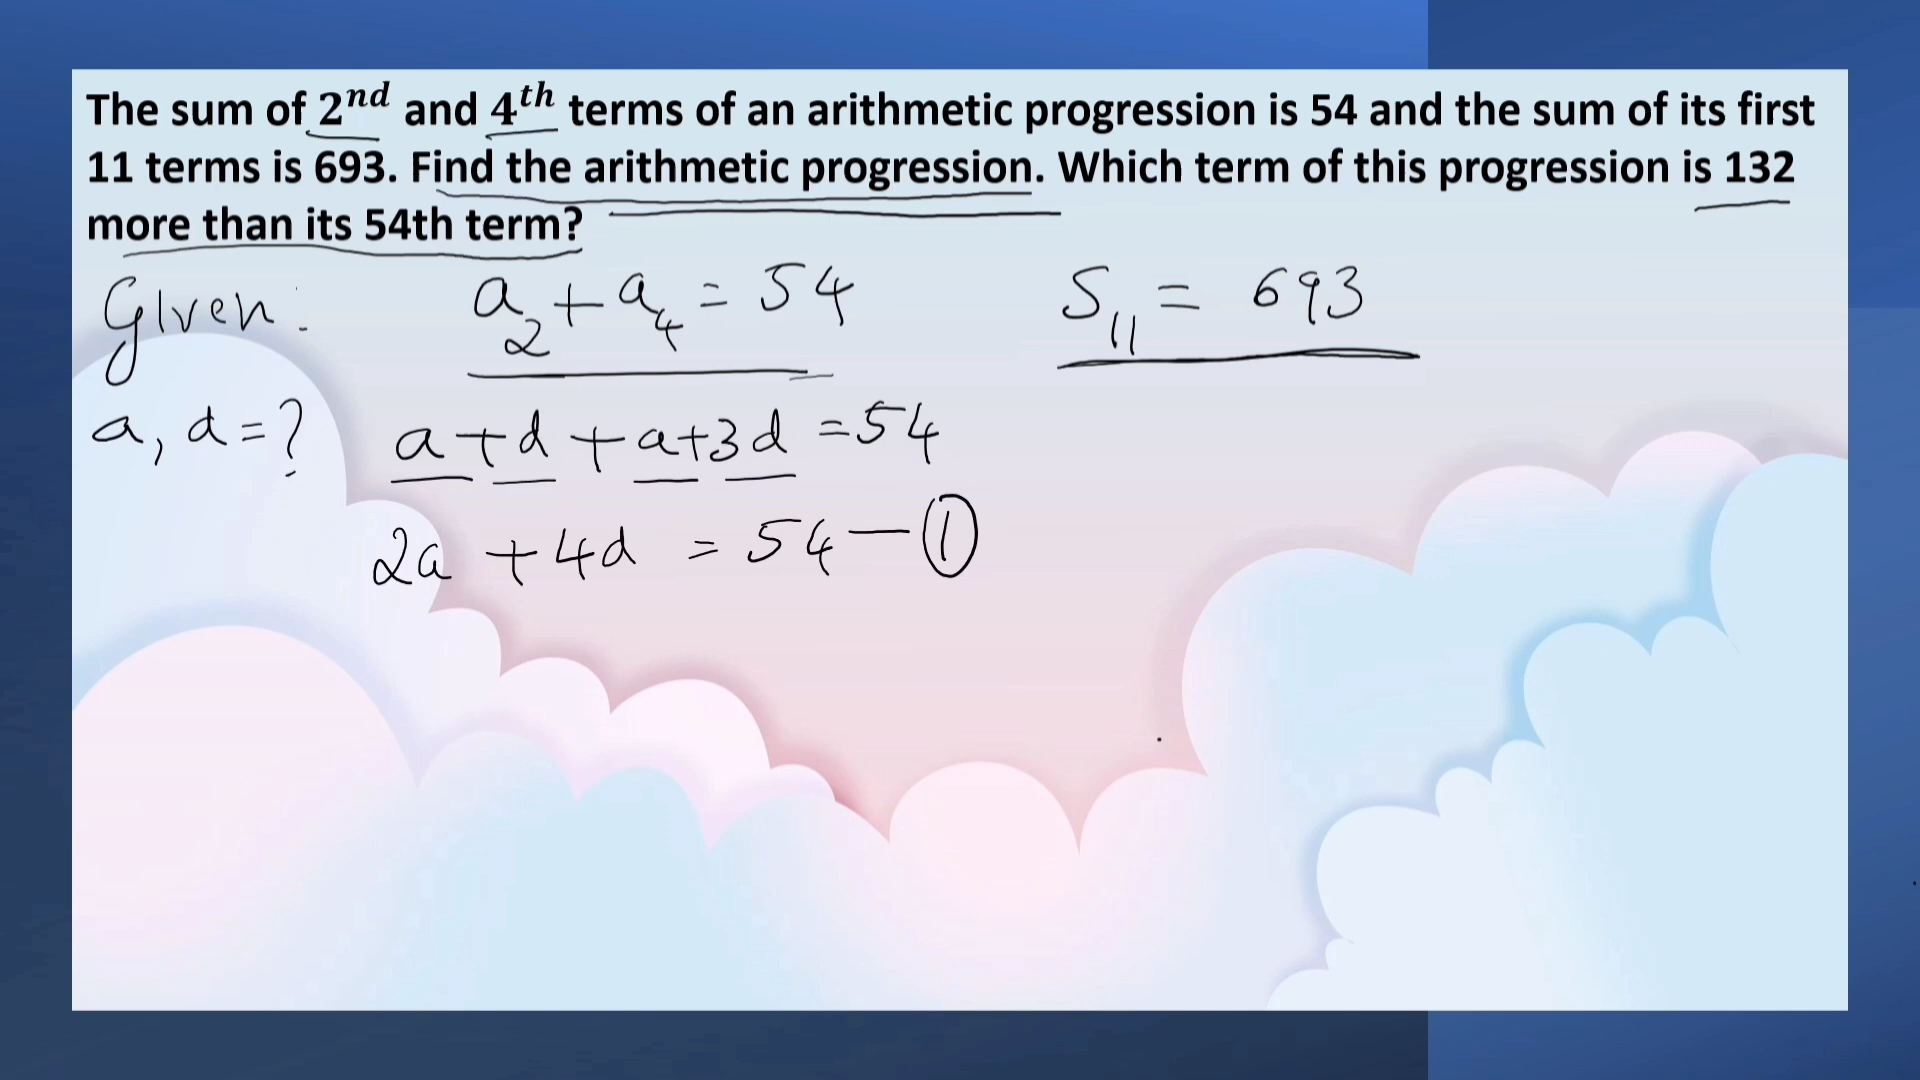 The sum of 2nd and 4th terms of an arithmetic progression is 54 and the sum of its first
11 terms is 693. Find the arithmetic progression. Which term of this progression is 132
more than its 54th term?
Given: a₂ + a₄ = 54 S₁₁ = 693
a, d = ? a + d + a + 3d = 54
2a + 4d = 54 — ①